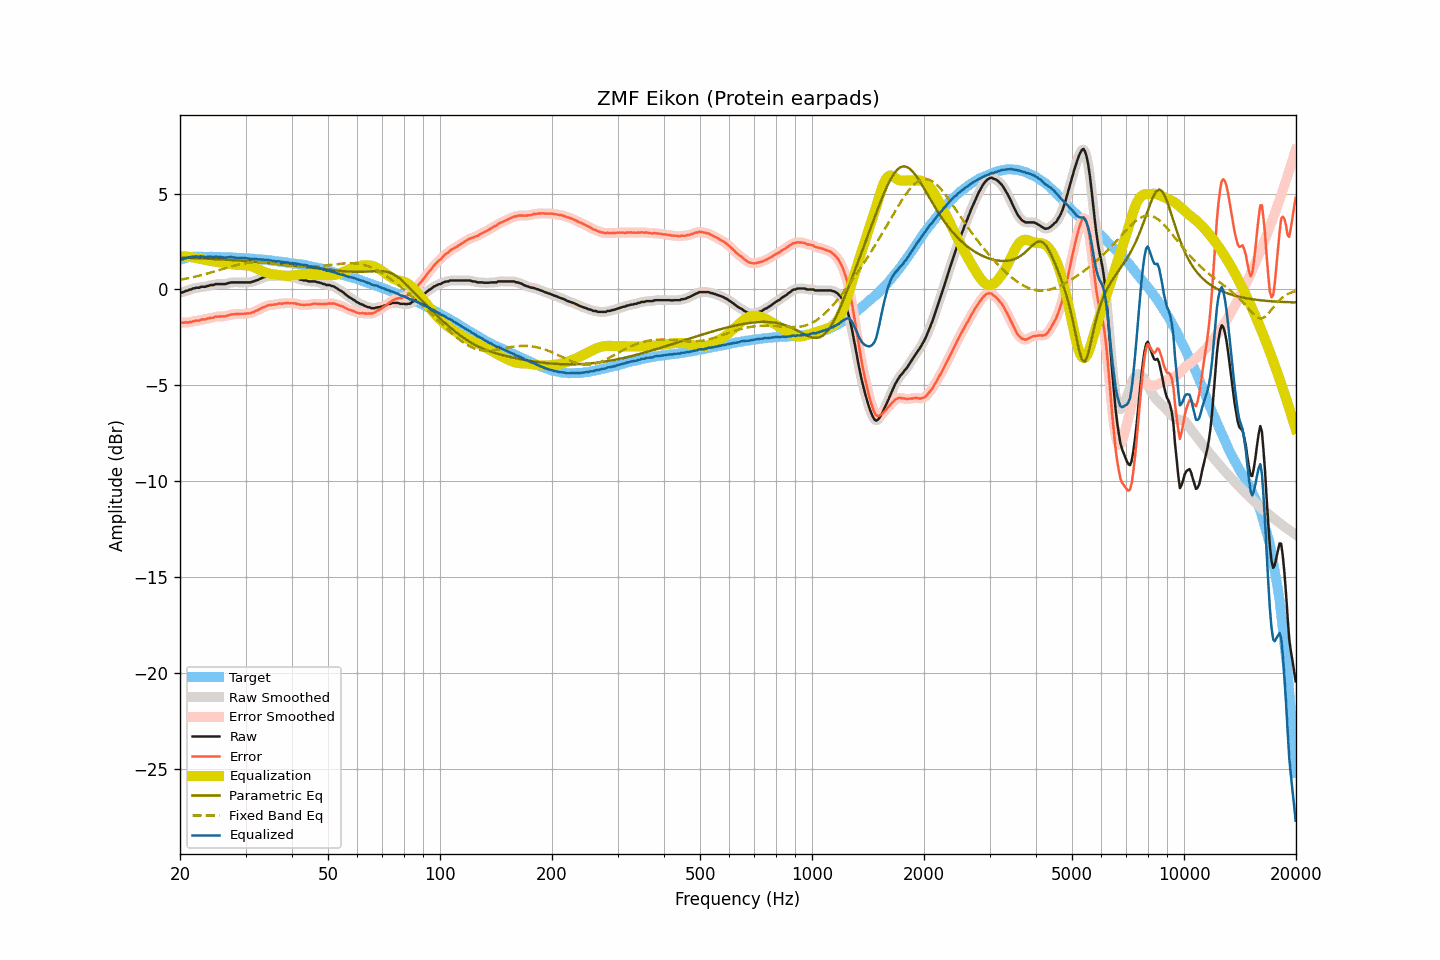 ZMF Eikon (Protein earpads)
Amplitude (dBr)
5
0
−5
−10
−15
−20
−25
Target
Raw Smoothed
Error Smoothed
Raw
Error
Equalization
Parametric Eq
Fixed Band Eq
Equalized
20 50 100 200 500 1000 2000 5000 10000 20000
Frequency (Hz)